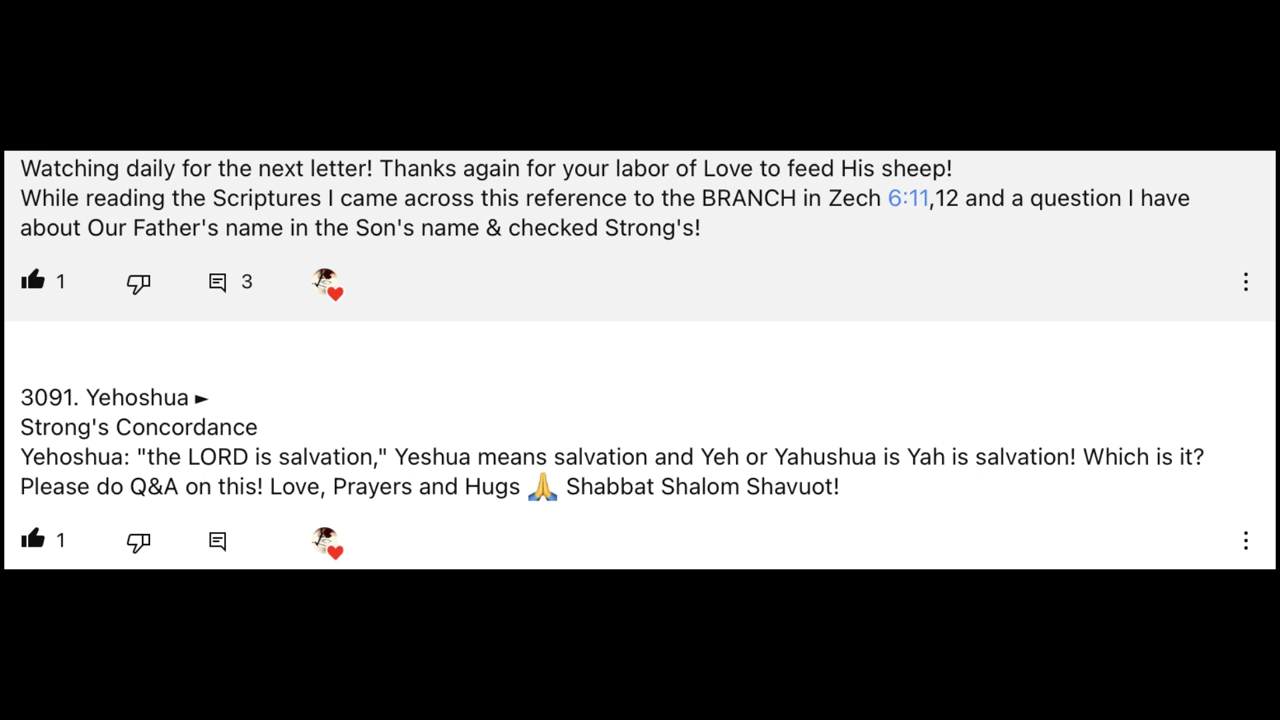 Watching daily for the next letter! Thanks again for your labor of Love to feed His sheep!
While reading the Scriptures I came across this reference to the BRANCH in Zech 6:11,12 and a question I have
about Our Father's name in the Son's name & checked Strong's!
1 3
3091. Yehoshua ►
Strong's Concordance
Yehoshua: "the LORD is salvation," Yeshua means salvation and Yeh or Yahushua is Yah is salvation! Which is it?
Please do Q&A on this! Love, Prayers and Hugs 🙏 Shabbat Shalom Shavuot!
1